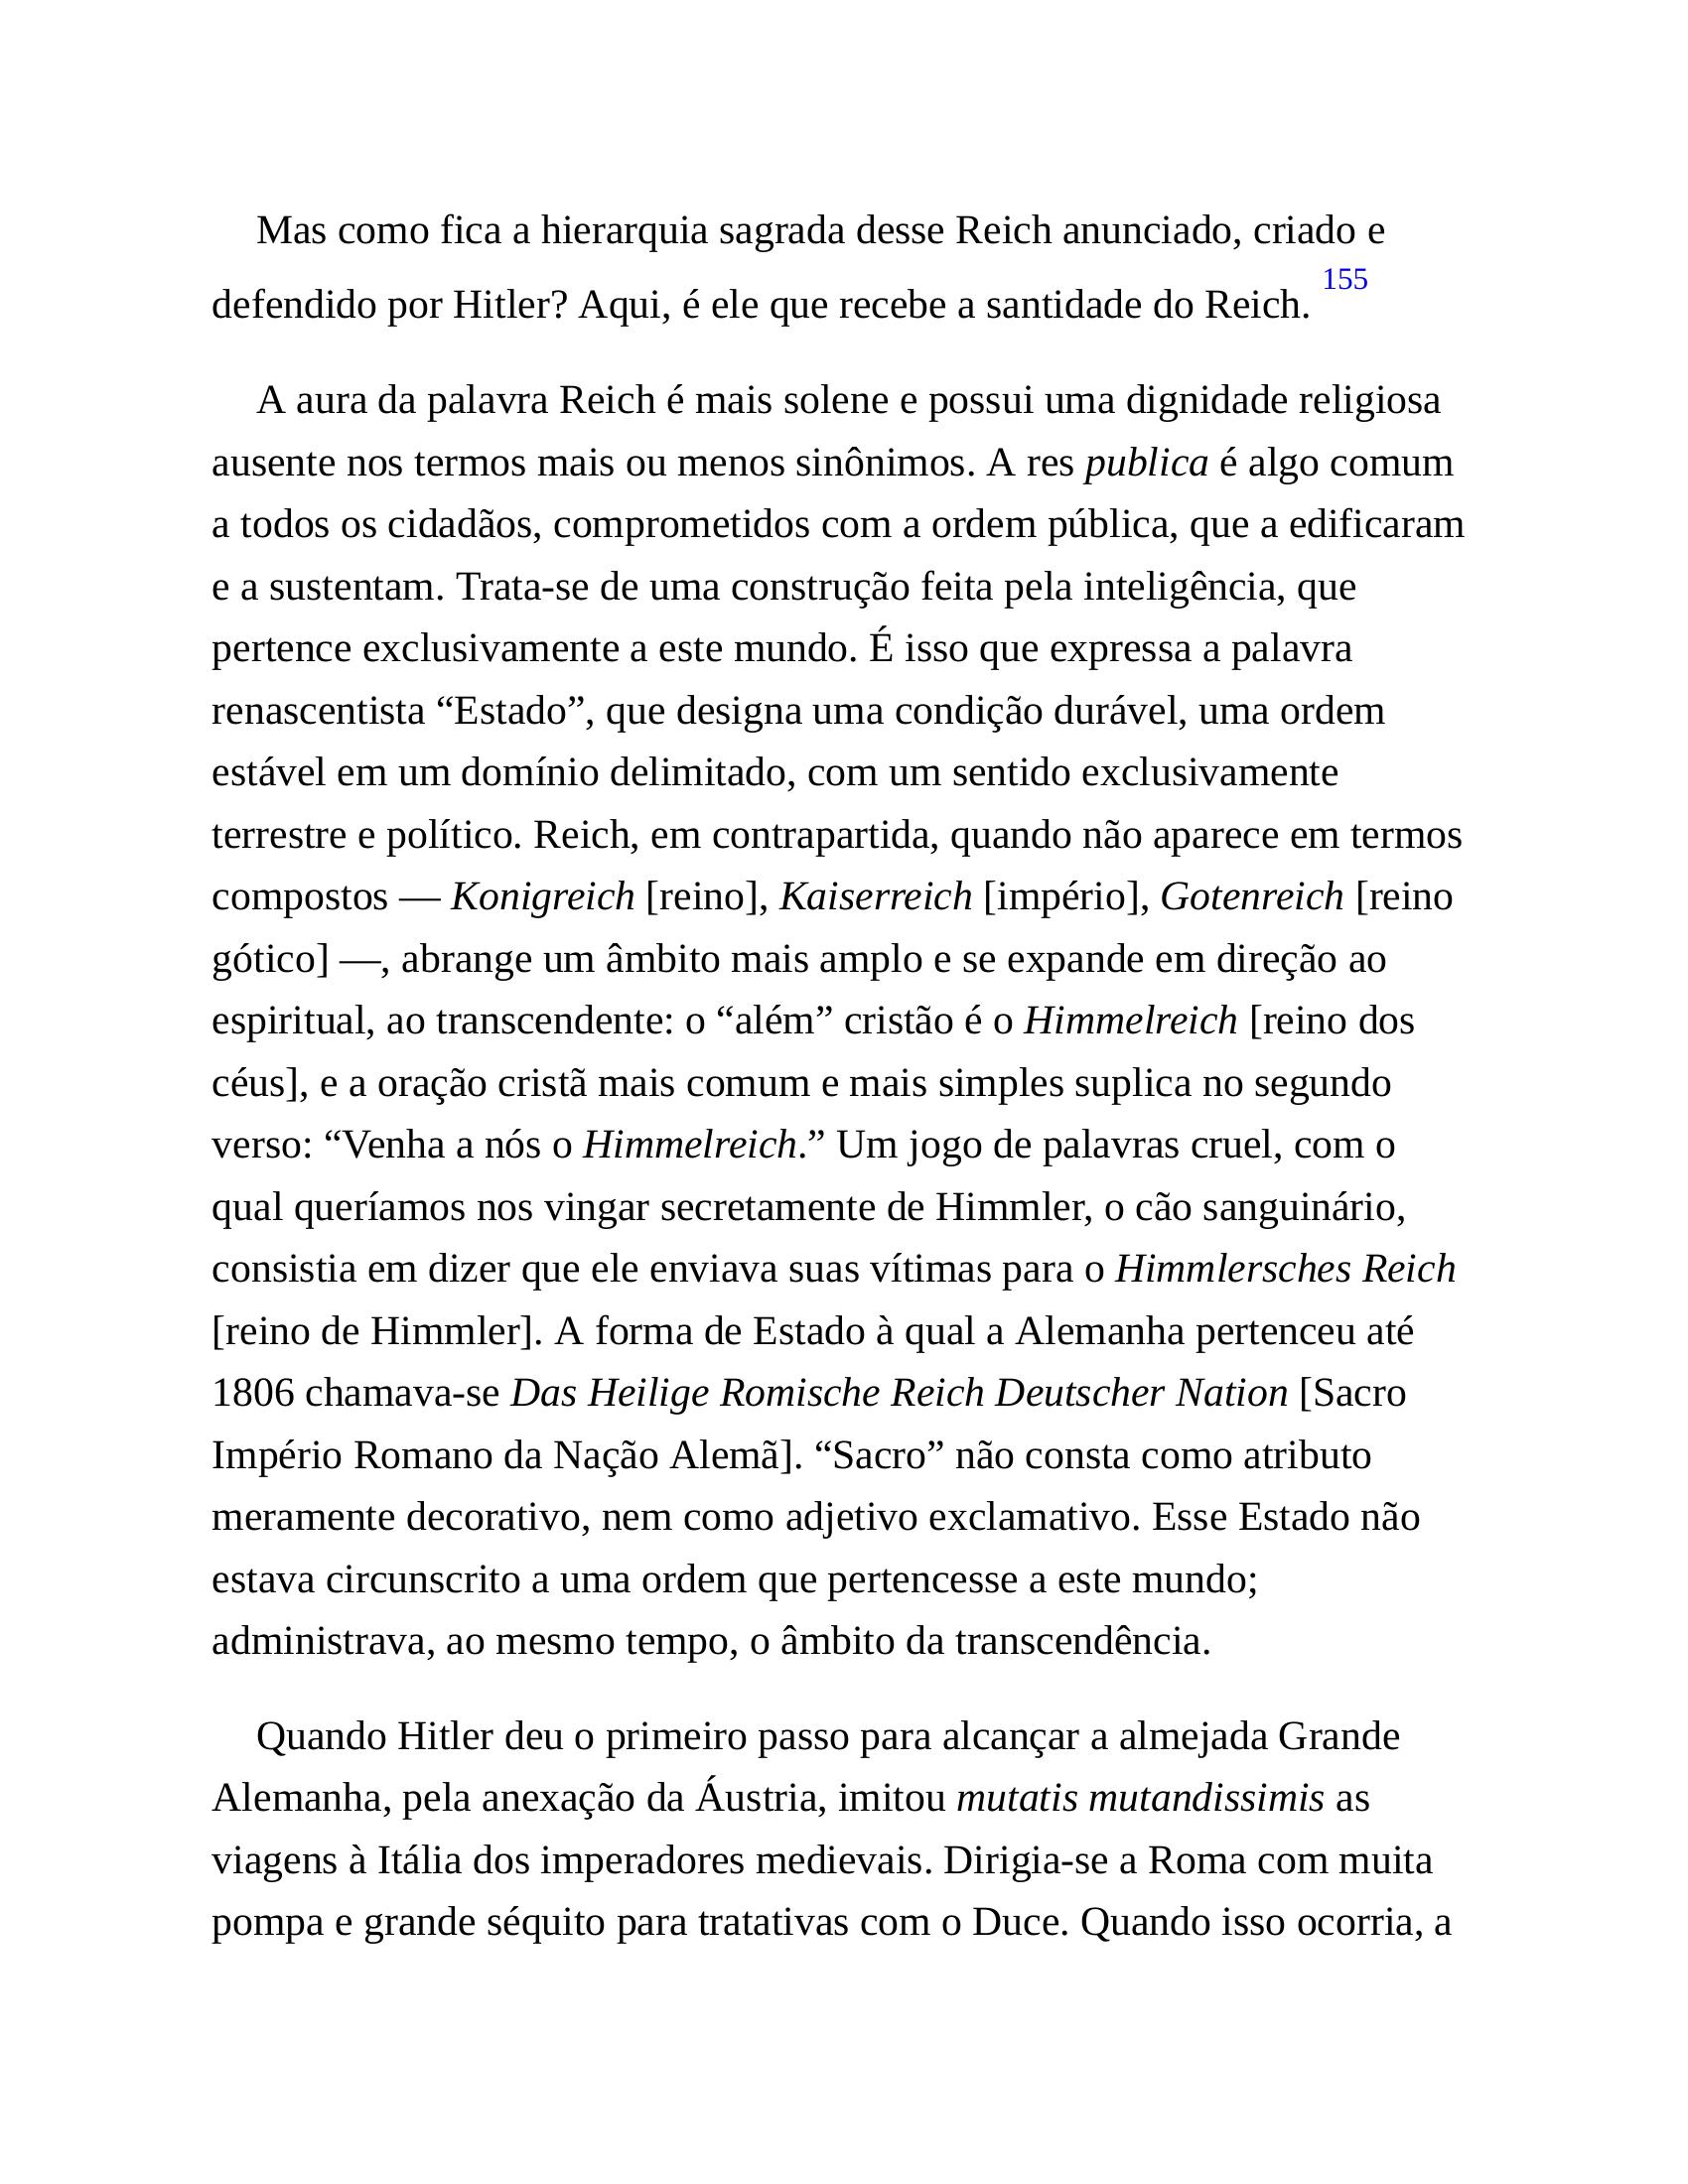 Mas como fica a hierarquia sagrada desse Reich anunciado, criado e
defendido por Hitler? Aqui, é ele que recebe a santidade do Reich. 155
A aura da palavra Reich é mais solene e possui uma dignidade religiosa
ausente nos termos mais ou menos sinônimos. A res publica é algo comum
a todos os cidadãos, comprometidos com a ordem pública, que a edificaram
e a sustentam. Trata-se de uma construção feita pela inteligência, que
pertence exclusivamente a este mundo. É isso que expressa a palavra
renascentista “Estado”, que designa uma condição durável, uma ordem
estável em um domínio delimitado, com um sentido exclusivamente
terrestre e político. Reich, em contrapartida, quando não aparece em termos
compostos — Konigreich [reino], Kaiserreich [império], Gotenreich [reino
gótico] —, abrange um âmbito mais amplo e se expande em direção ao
espiritual, ao transcendente: o “além” cristão é o Himmelreich [reino dos
céus], e a oração cristã mais comum e mais simples suplica no segundo
verso: “Venha a nós o Himmelreich.” Um jogo de palavras cruel, com o
qual queríamos nos vingar secretamente de Himmler, o cão sanguinário,
consistia em dizer que ele enviava suas vítimas para o Himmlersches Reich
[reino de Himmler]. A forma de Estado à qual a Alemanha pertenceu até
1806 chamava-se Das Heilige Romische Reich Deutscher Nation [Sacro
Império Romano da Nação Alemã]. “Sacro” não consta como atributo
meramente decorativo, nem como adjetivo exclamativo. Esse Estado não
estava circunscrito a uma ordem que pertencesse a este mundo;
administrava, ao mesmo tempo, o âmbito da transcendência.
Quando Hitler deu o primeiro passo para alcançar a almejada Grande
Alemanha, pela anexação da Áustria, imitou mutatis mutandissimis as
viagens à Itália dos imperadores medievais. Dirigia-se a Roma com muita
pompa e grande séquito para tratativas com o Duce. Quando isso ocorria, a